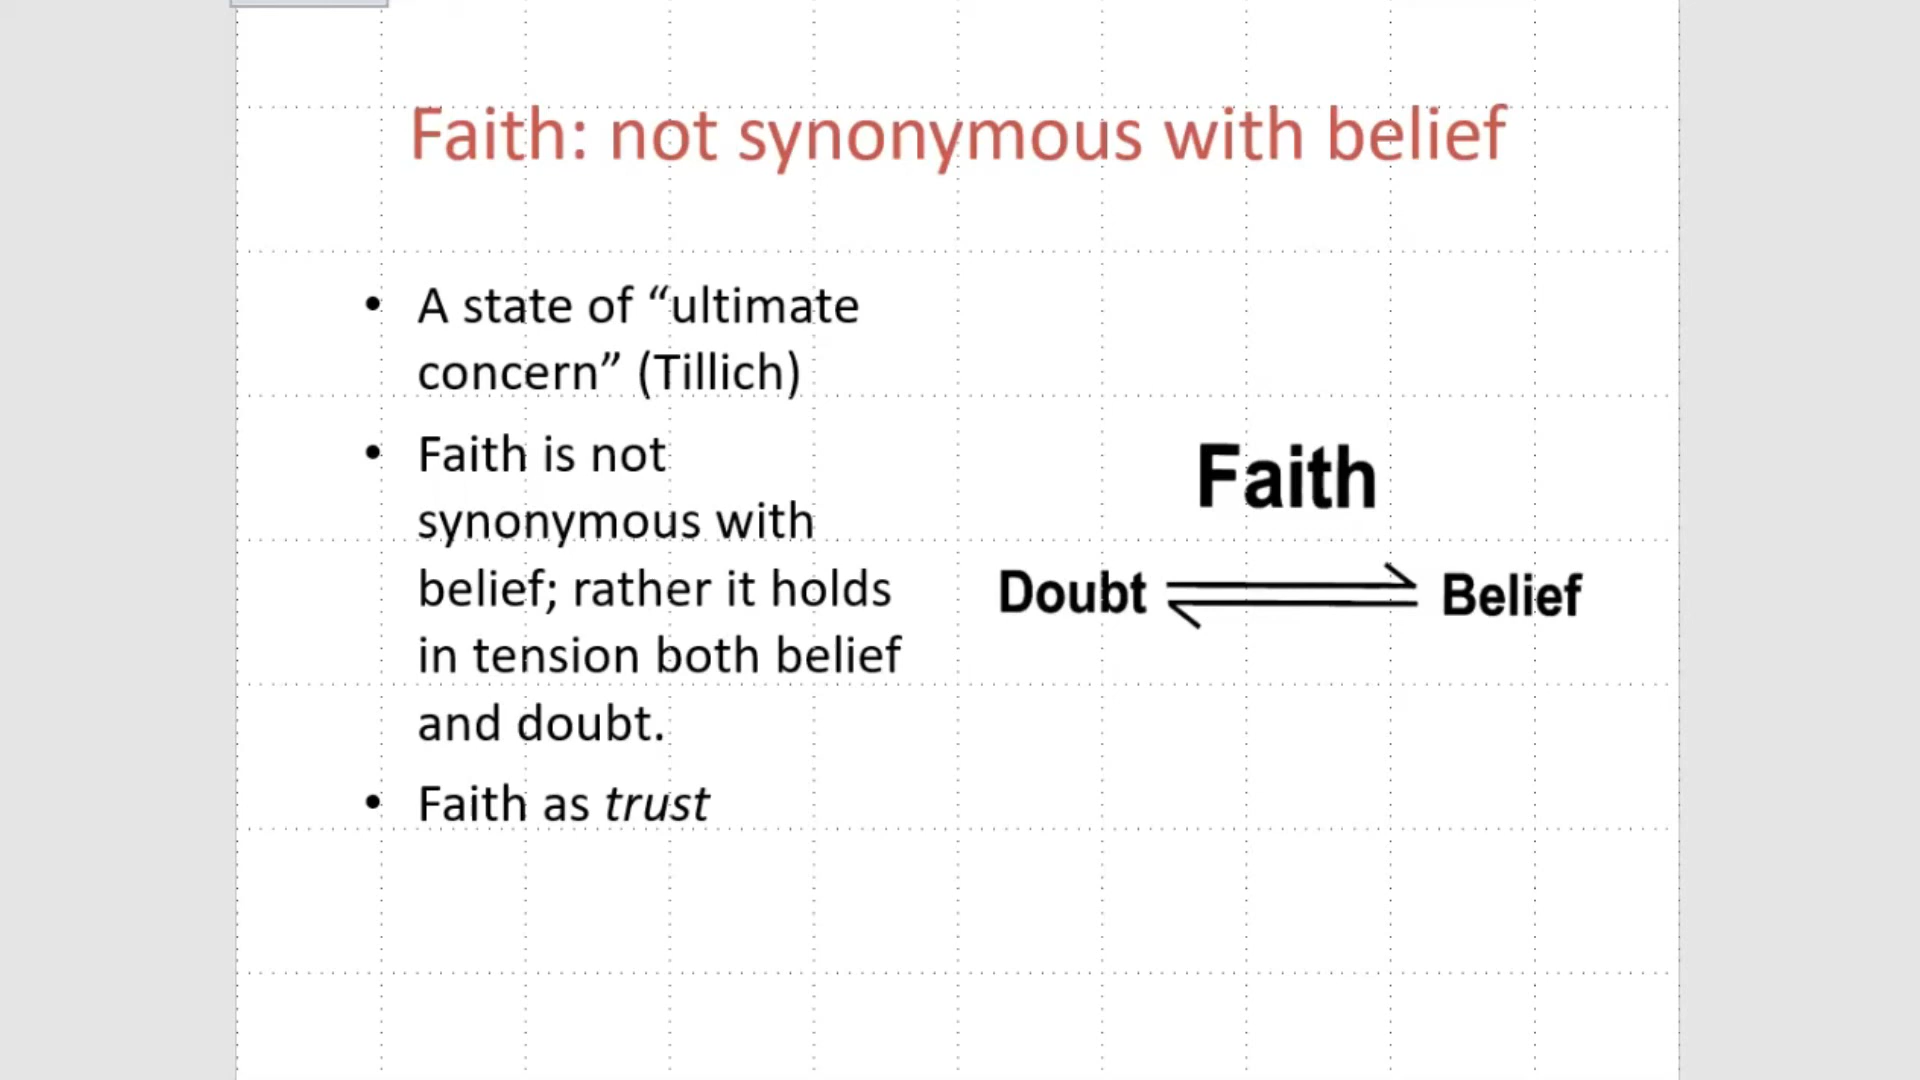 Faith: not synonymous with belief
• A state of “ultimate
concern” (Tillich)
• Faith is not
synonymous with
belief; rather it holds
in tension both belief
and doubt.
• Faith as trust
Faith
Doubt ⇌ Belief